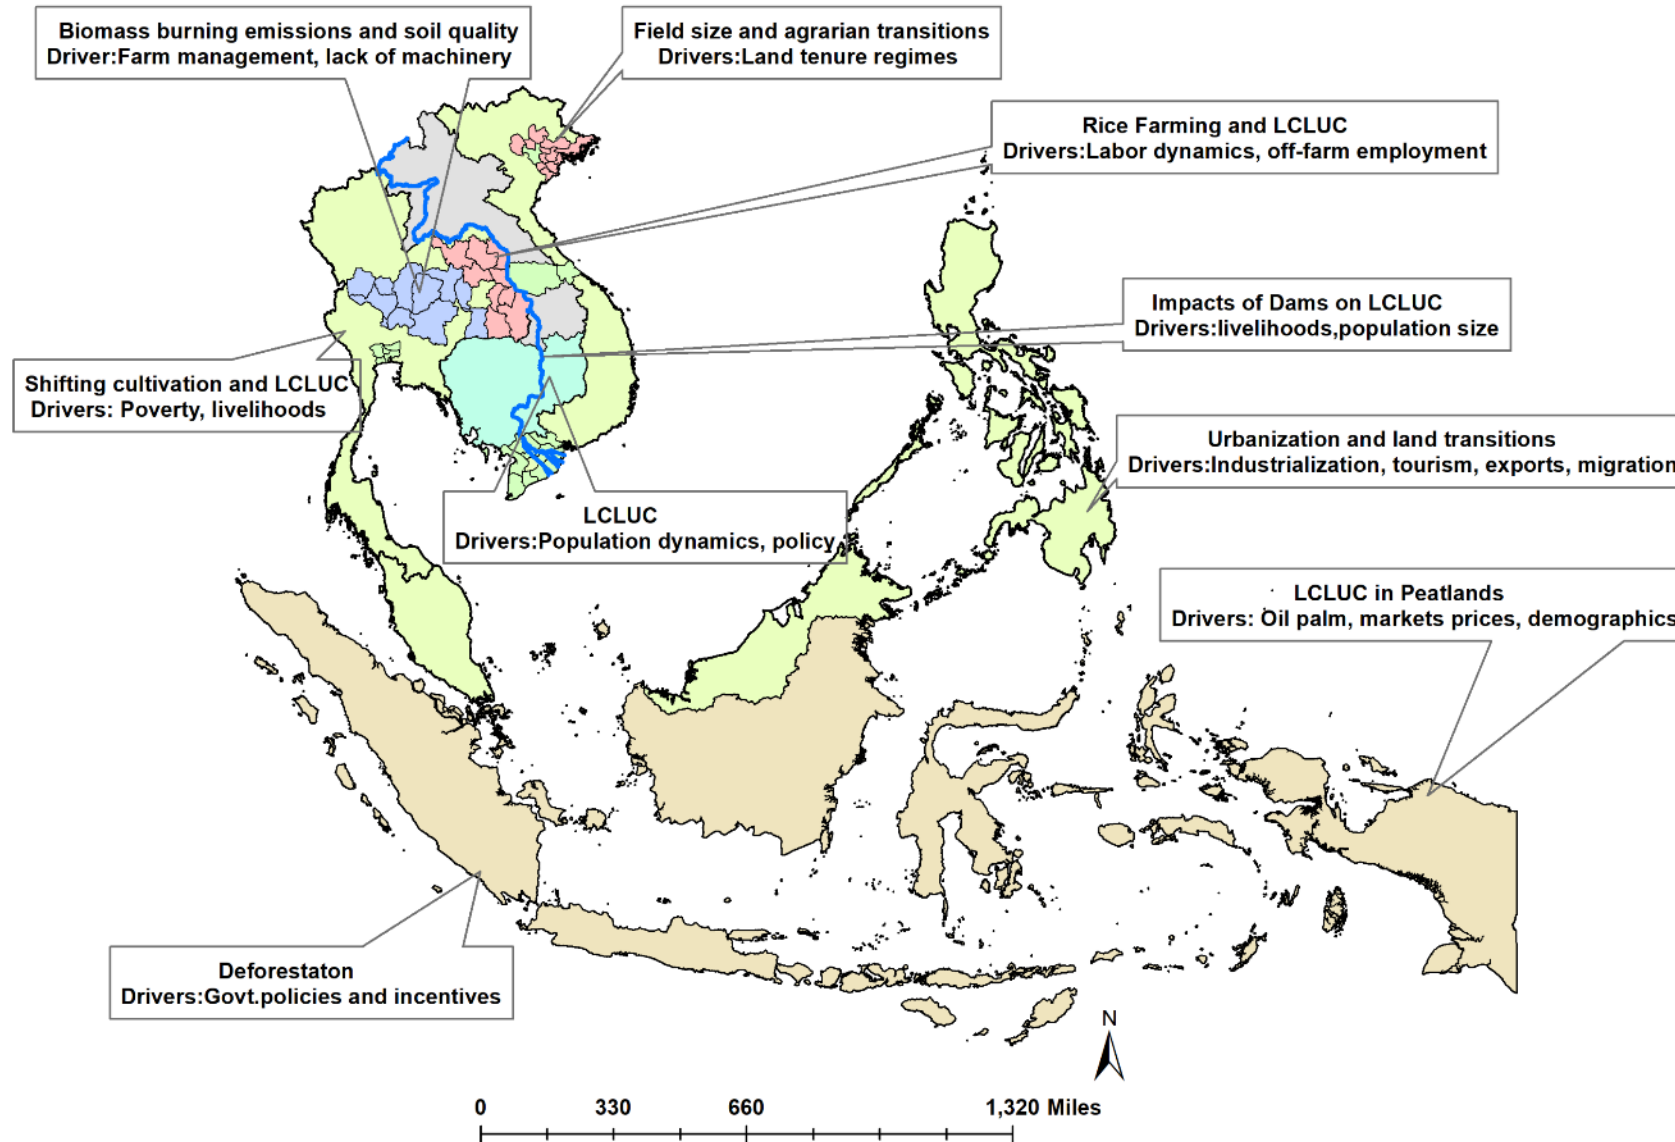 Biomass burning emissions and soil quality
Driver:Farm management, lack of machinery
Field size and agrarian transitions
Drivers:Land tenure regimes
Rice Farming and LCLUC
Drivers:Labor dynamics, off-farm employment
Impacts of Dams on LCLUC
Drivers:livelihoods,population size
Shifting cultivation and LCLUC
Drivers: Poverty, livelihoods
Urbanization and land transitions
Drivers:Industrialization, tourism, exports, migration
LCLUC
Drivers:Population dynamics, policy
LCLUC in Peatlands
Drivers: Oil palm, markets prices, demographics
Deforestaton
Drivers:Govt.policies and incentives
N
0 330 660 1,320 Miles